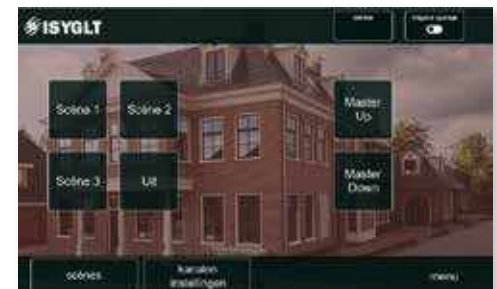 ISYGLT
Scène 1
Scène 2
Master
Up
Scène 3
Uit
Master
Down
scènes
kanalen
instellingen
menu